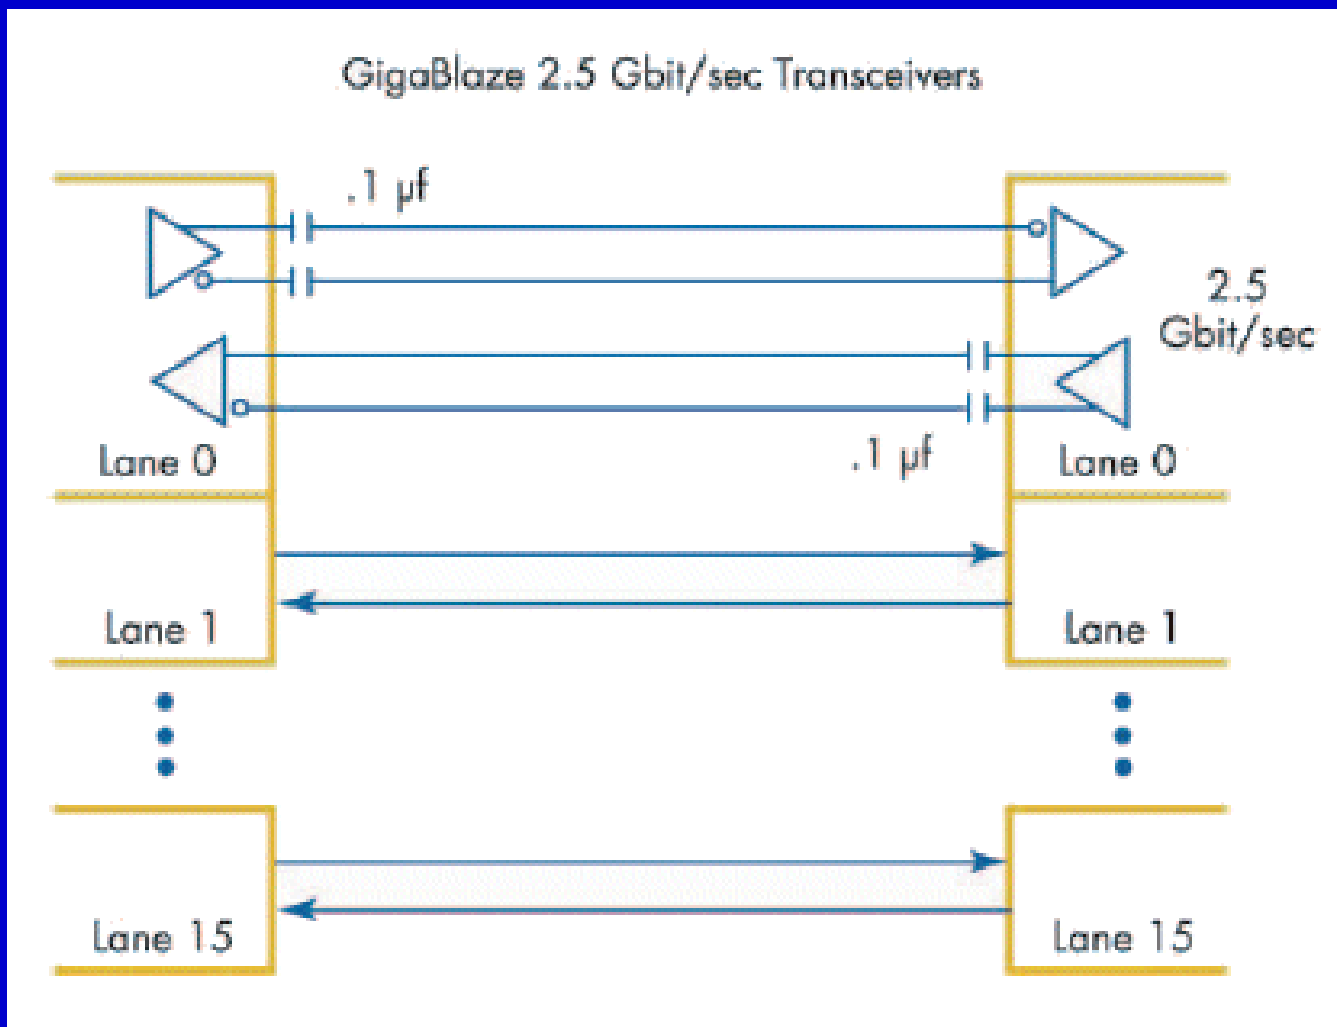 GigaBlaze 2.5 Gbit/sec Transceivers
.1 µf
2.5
Gbit/sec
.1 µf
Lane 0
Lane 0
Lane 1
Lane 1
Lane 15
Lane 15